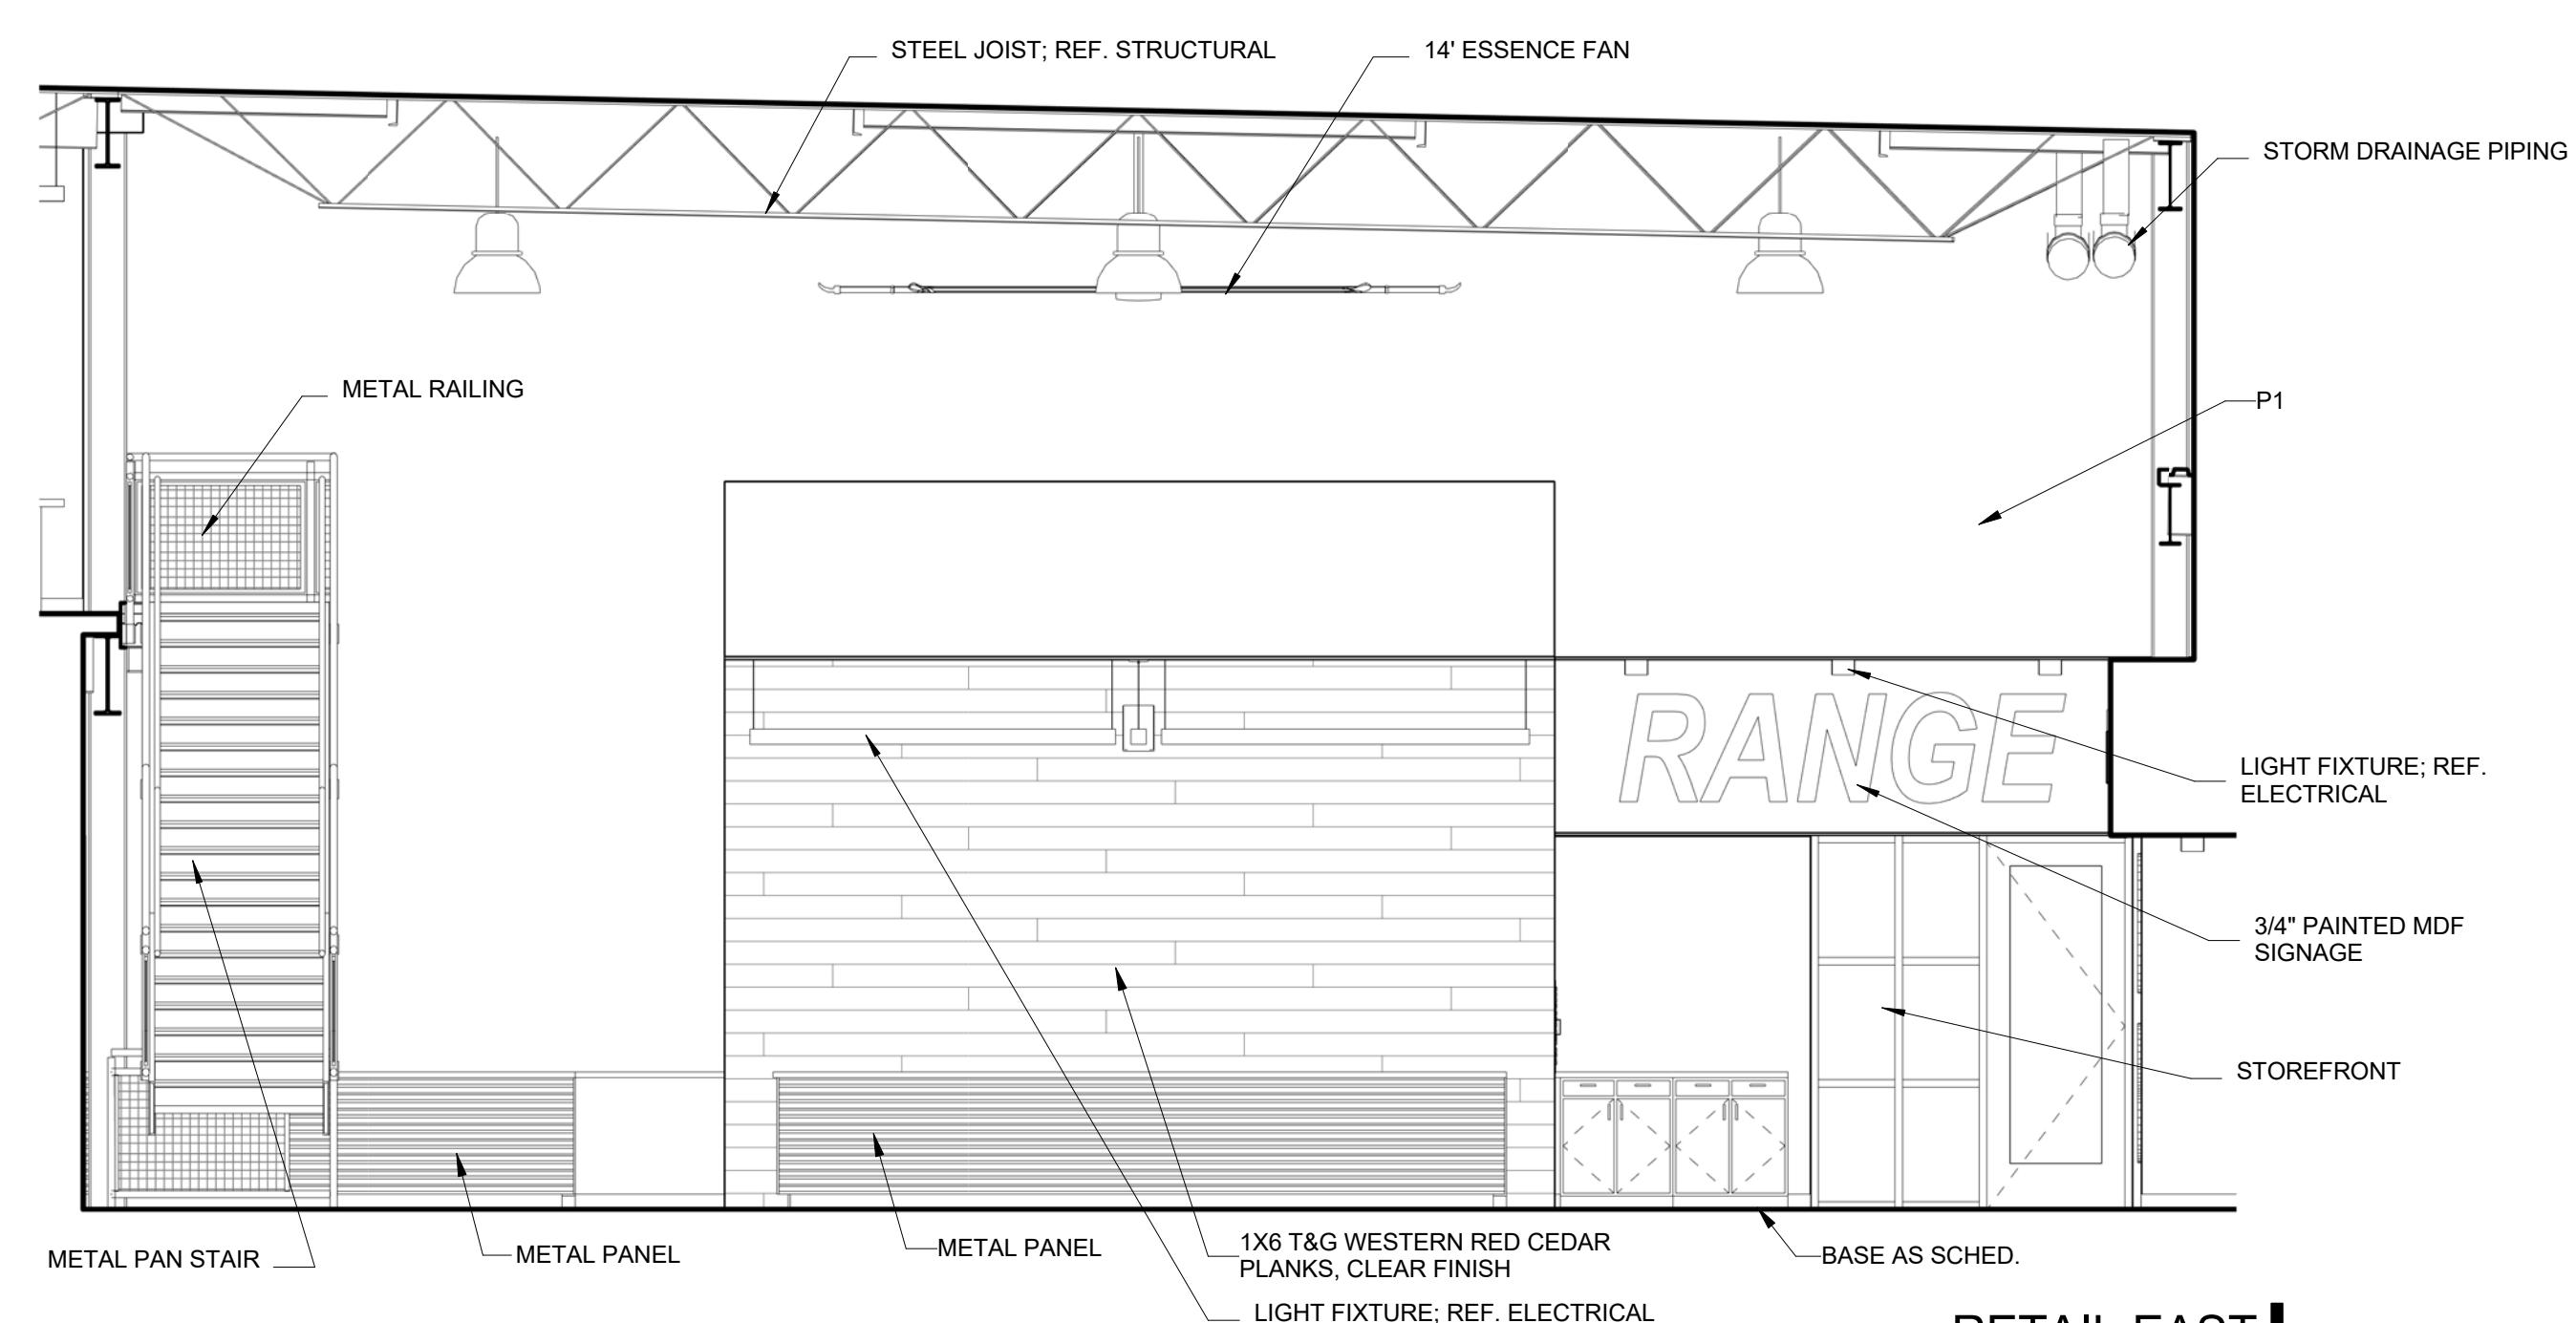 STEEL JOIST; REF. STRUCTURAL
14' ESSENCE FAN
STORM DRAINAGE PIPING
METAL RAILING
P1
RANGE
LIGHT FIXTURE; REF.
ELECTRICAL
3/4" PAINTED MDF
SIGNAGE
STOREFRONT
METAL PAN STAIR
METAL PANEL
METAL PANEL
1X6 T&G WESTERN RED CEDAR
PLANKS, CLEAR FINISH
BASE AS SCHED.
LIGHT FIXTURE; REF. ELECTRICAL
RETAIL EAST